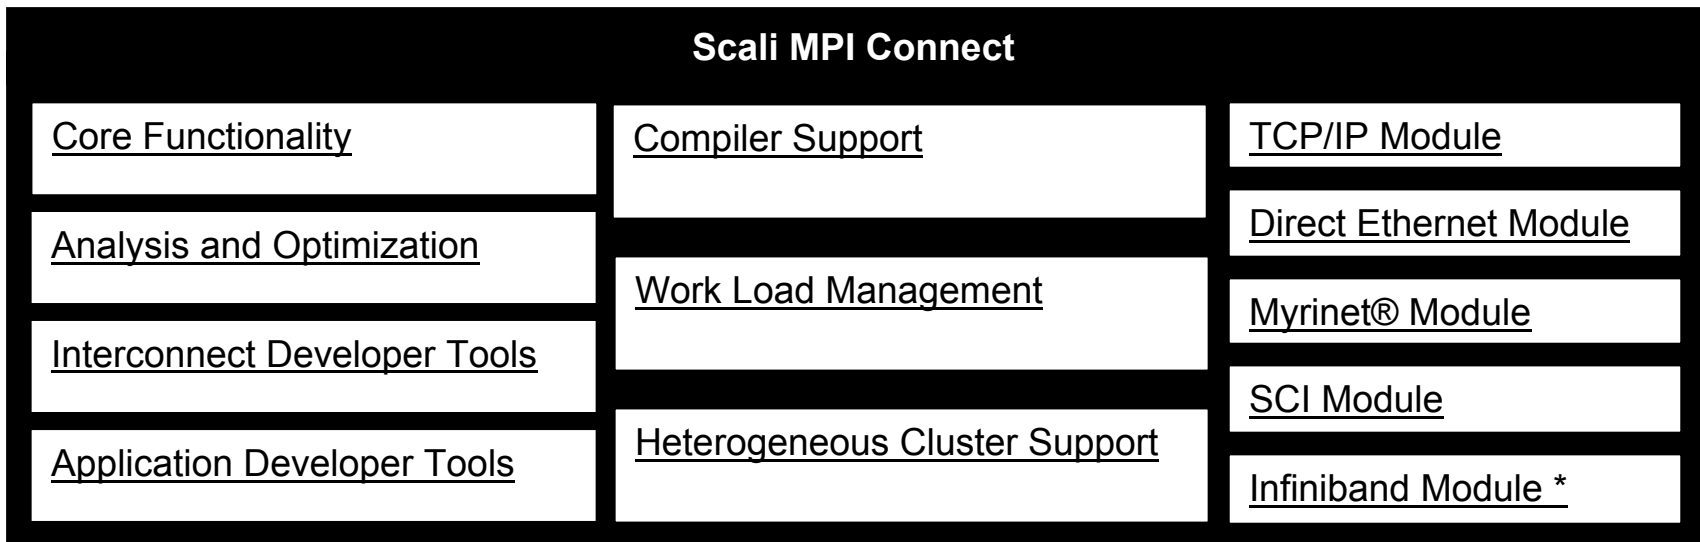 Scali MPI Connect
Core Functionality
Analysis and Optimization
Interconnect Developer Tools
Application Developer Tools
Compiler Support
Work Load Management
Heterogeneous Cluster Support
TCP/IP Module
Direct Ethernet Module
Myrinet® Module
SCI Module
Infiniband Module *